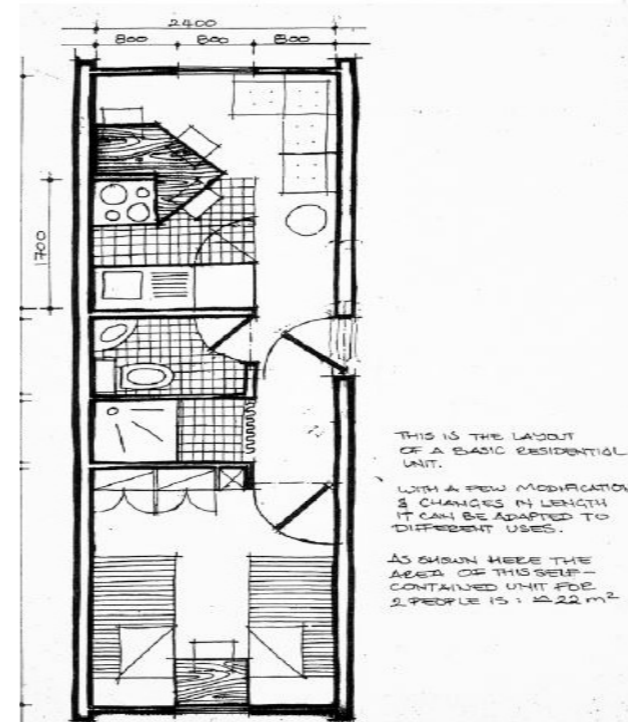 2400
800 800 800
1700
THIS IS THE LAYOUT
OF A BASIC RESIDENTIAL
UNIT.
WITH A FEW MODIFICATION
& CHANGES IN LENGTH
IT CAN BE ADAPTED TO
DIFFERENT USES.
AS SHOWN HERE THE
AREA OF THIS SELF-
CONTAINED UNIT FOR
2 PEOPLE IS : ≃ 22 m²